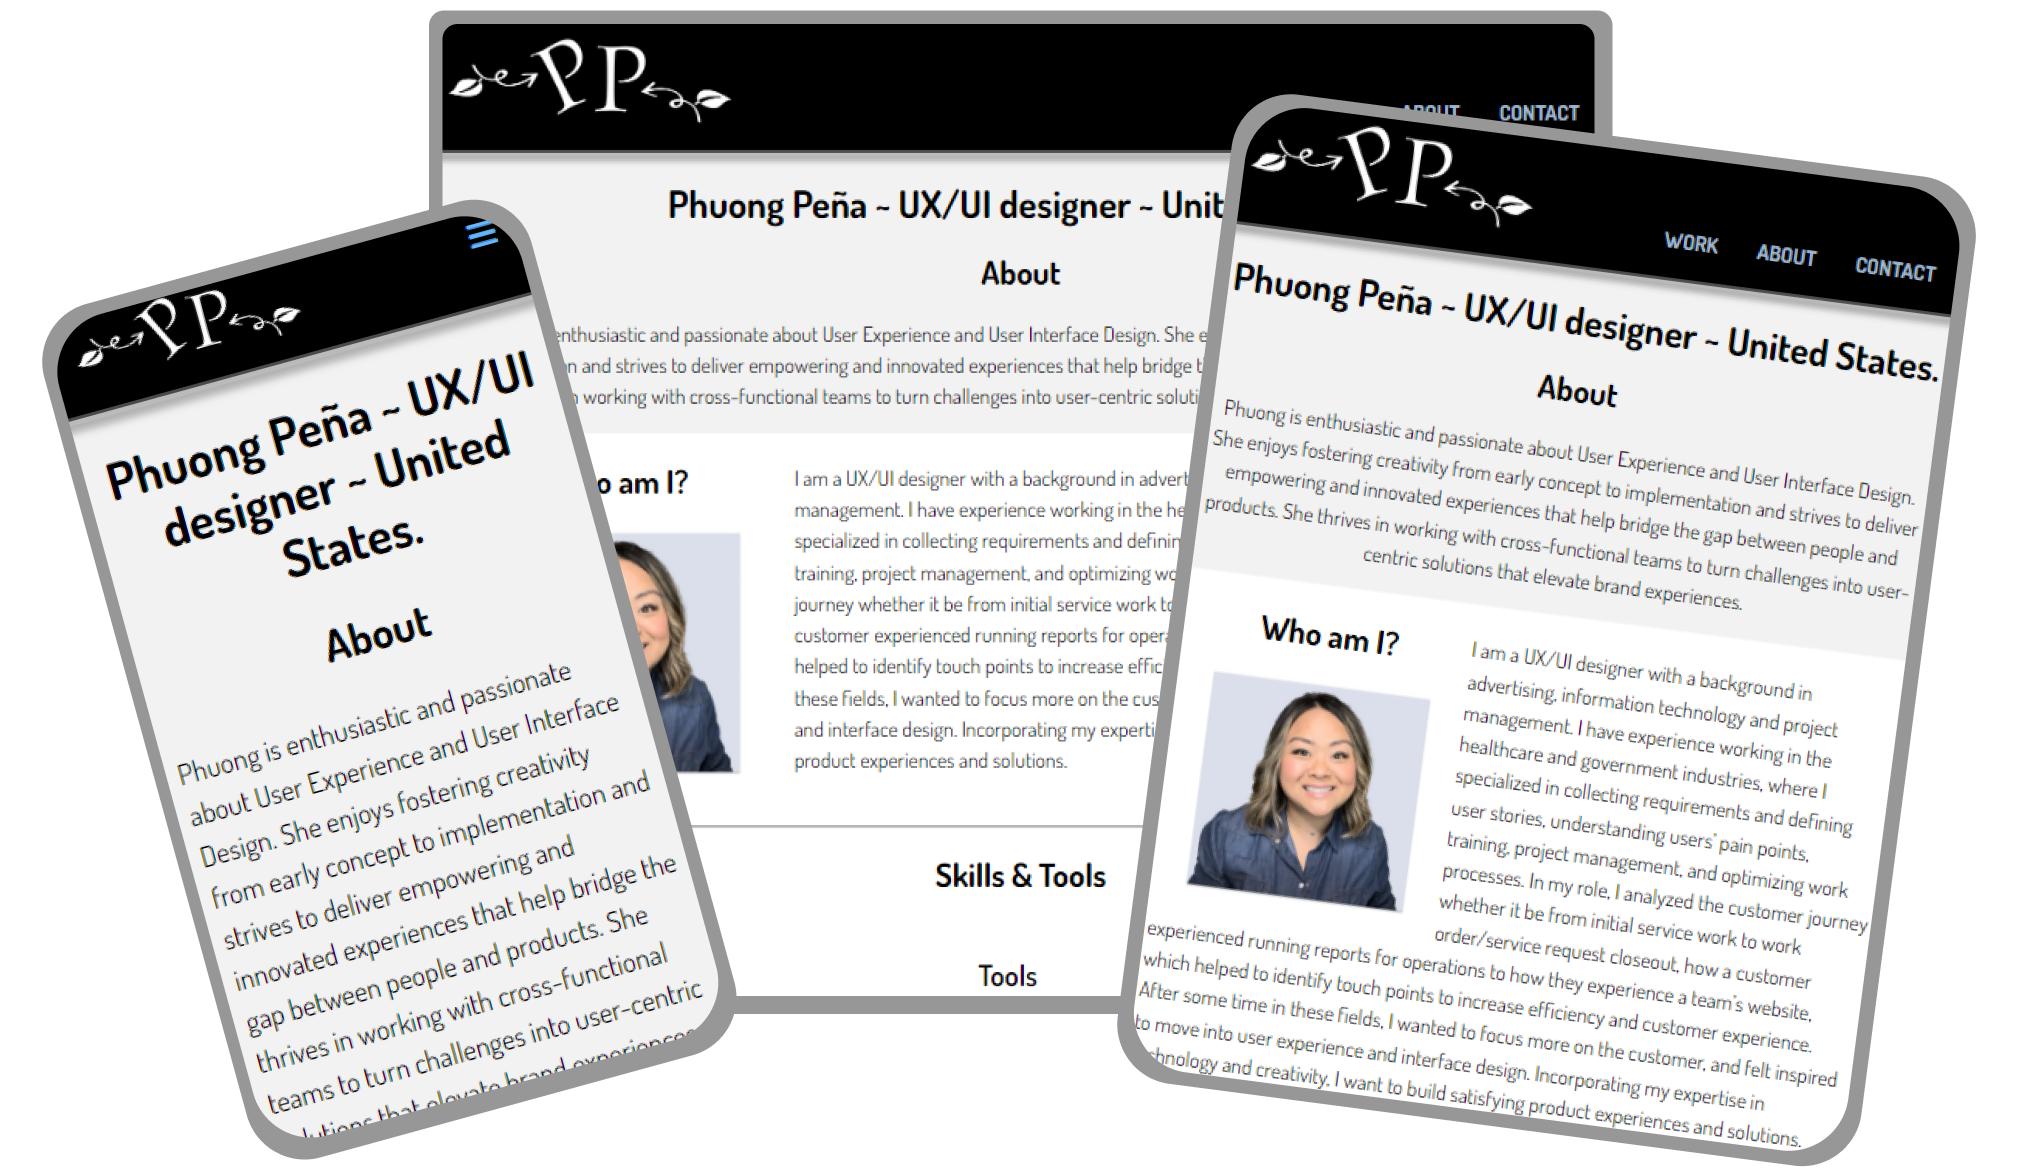 PP
ABOUT CONTACT
Phuong Peña ~ UX/UI designer ~ Unit
About
enthusiastic and passionate about User Experience and User Interface Design. She e
and strives to deliver empowering and innovated experiences that help bridge t
working with cross-functional teams to turn challenges into user-centric soluti
o am I?
I am a UX/UI designer with a background in advert
management. I have experience working in the he
specialized in collecting requirements and definin
training, project management, and optimizing wo
journey whether it be from initial service work to
customer experienced running reports for opera
helped to identify touch points to increase effic
these fields, I wanted to focus more on the cus
and interface design. Incorporating my experti
product experiences and solutions.
Skills & Tools
Tools
PP
Phuong Peña ~ UX/UI
designer ~ United
States.
About
Phuong is enthusiastic and passionate
about User Experience and User Interface
Design. She enjoys fostering creativity
from early concept to implementation and
strives to deliver empowering and
innovated experiences that help bridge the
gap between people and products. She
thrives in working with cross-functional
teams to turn challenges into user-centric
lutions that elevate brand experiences
PP
WORK ABOUT CONTACT
Phuong Peña ~ UX/UI designer ~ United States.
About
Phuong is enthusiastic and passionate about User Experience and User Interface Design.
She enjoys fostering creativity from early concept to implementation and strives to deliver
empowering and innovated experiences that help bridge the gap between people and
products. She thrives in working with cross-functional teams to turn challenges into user-
centric solutions that elevate brand experiences.
Who am I?
I am a UX/UI designer with a background in
advertising, information technology and project
management. I have experience working in the
healthcare and government industries, where I
specialized in collecting requirements and defining
user stories, understanding users' pain points,
training, project management, and optimizing work
processes. In my role, I analyzed the customer journey
whether it be from initial service work to work
order/service request closeout, how a customer
experienced running reports for operations to how they experience a team's website,
which helped to identify touch points to increase efficiency and customer experience.
After some time in these fields, I wanted to focus more on the customer, and felt inspired
to move into user experience and interface design. Incorporating my expertise in
chnology and creativity, I want to build satisfying product experiences and solutions.